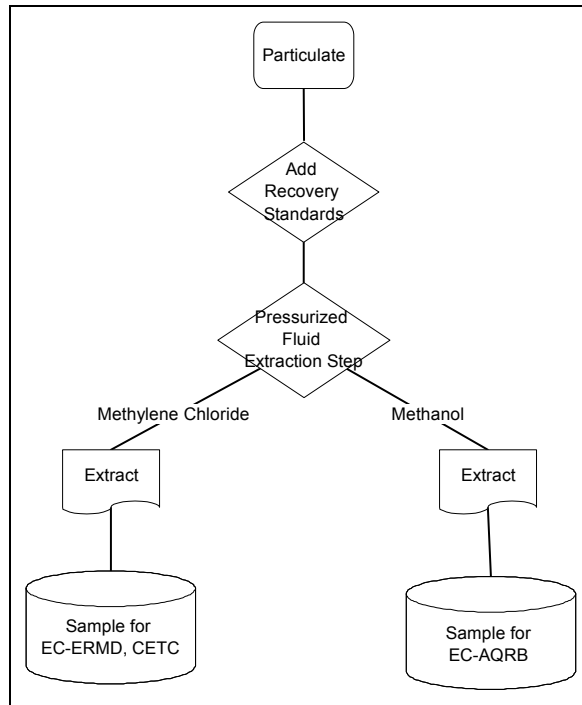 Particulate
Add
Recovery
Standards
Pressurized
Fluid
Extraction Step
Methylene Chloride
Methanol
Extract
Extract
Sample for
EC-ERMD, CETC
Sample for
EC-AQRB